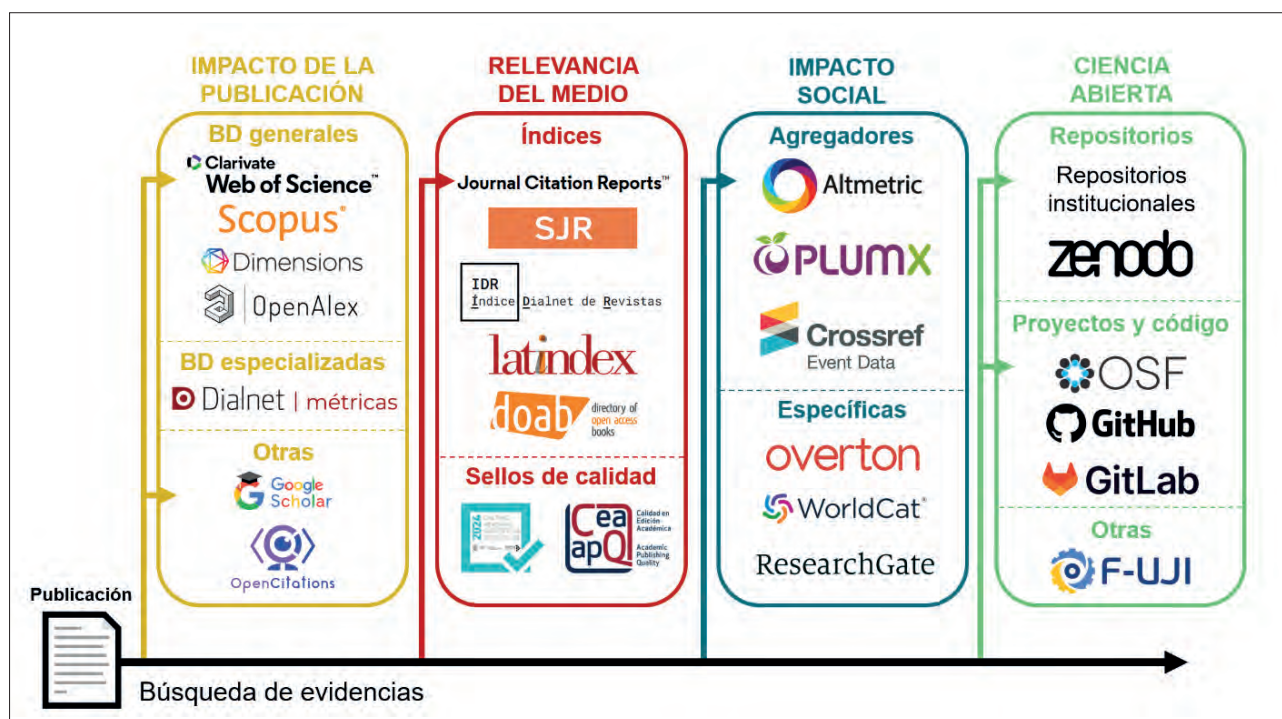 IMPACTO DE LA
PUBLICACIÓN
BD generales
Clarivate
Web of Science™
Scopus®
Dimensions
OpenAlex
BD especializadas
Dialnet | métricas
Otras
Google
Scholar
OpenCitations
RELEVANCIA
DEL MEDIO
Índices
Journal Citation Reports™
SJR
IDR
Índice Dialnet de Revistas
latindex
doab
directory of
open access
books
Sellos de calidad
2024
Cea
apQ
Calidad en
Edición
Académica
Academic
Publishing
Quality
IMPACTO
SOCIAL
Agregadores
Altmetric
PLUMX
Crossref
Event Data
Específicas
overton
WorldCat®
ResearchGate
CIENCIA
ABIERTA
Repositorios
Repositorios
institucionales
zenodo
Proyectos y código
OSF
GitHub
GitLab
Otras
F-UJI
Publicación
Búsqueda de evidencias